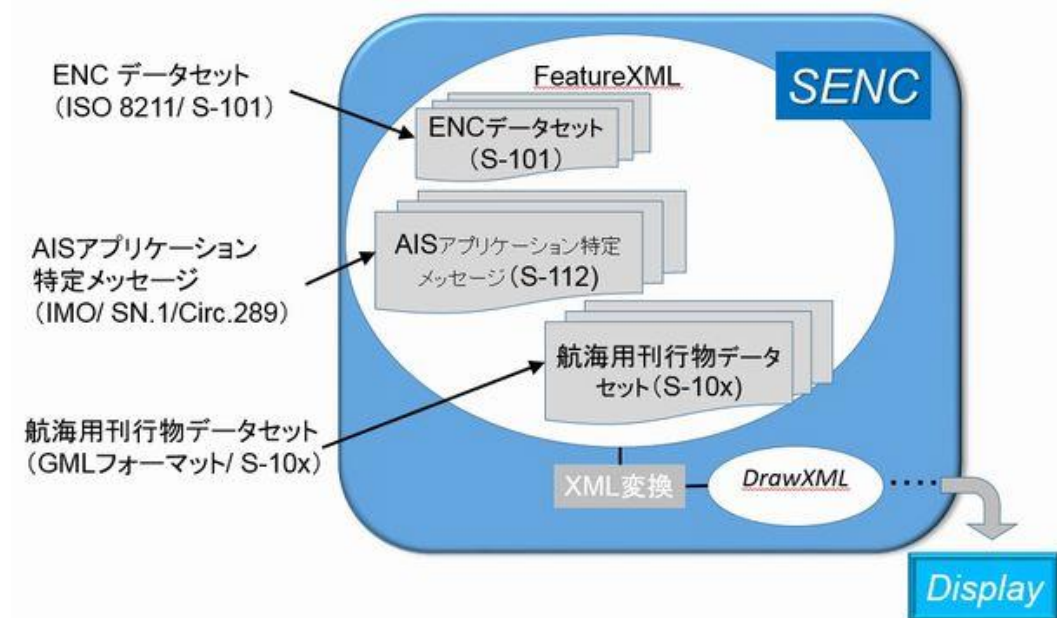 ENC データセット
（ISO 8211/ S-101）
FeatureXML
SENC
ENCデータセット
（S-101）
AISアプリケーション
特定メッセージ
（IMO/ SN.1/Circ.289）
AISアプリケーション特定
メッセージ（S-112）
航海用刊行物データ
セット（S-10x）
航海用刊行物データセット
（GMLフォーマット/ S-10x）
XML変換
DrawXML
Display